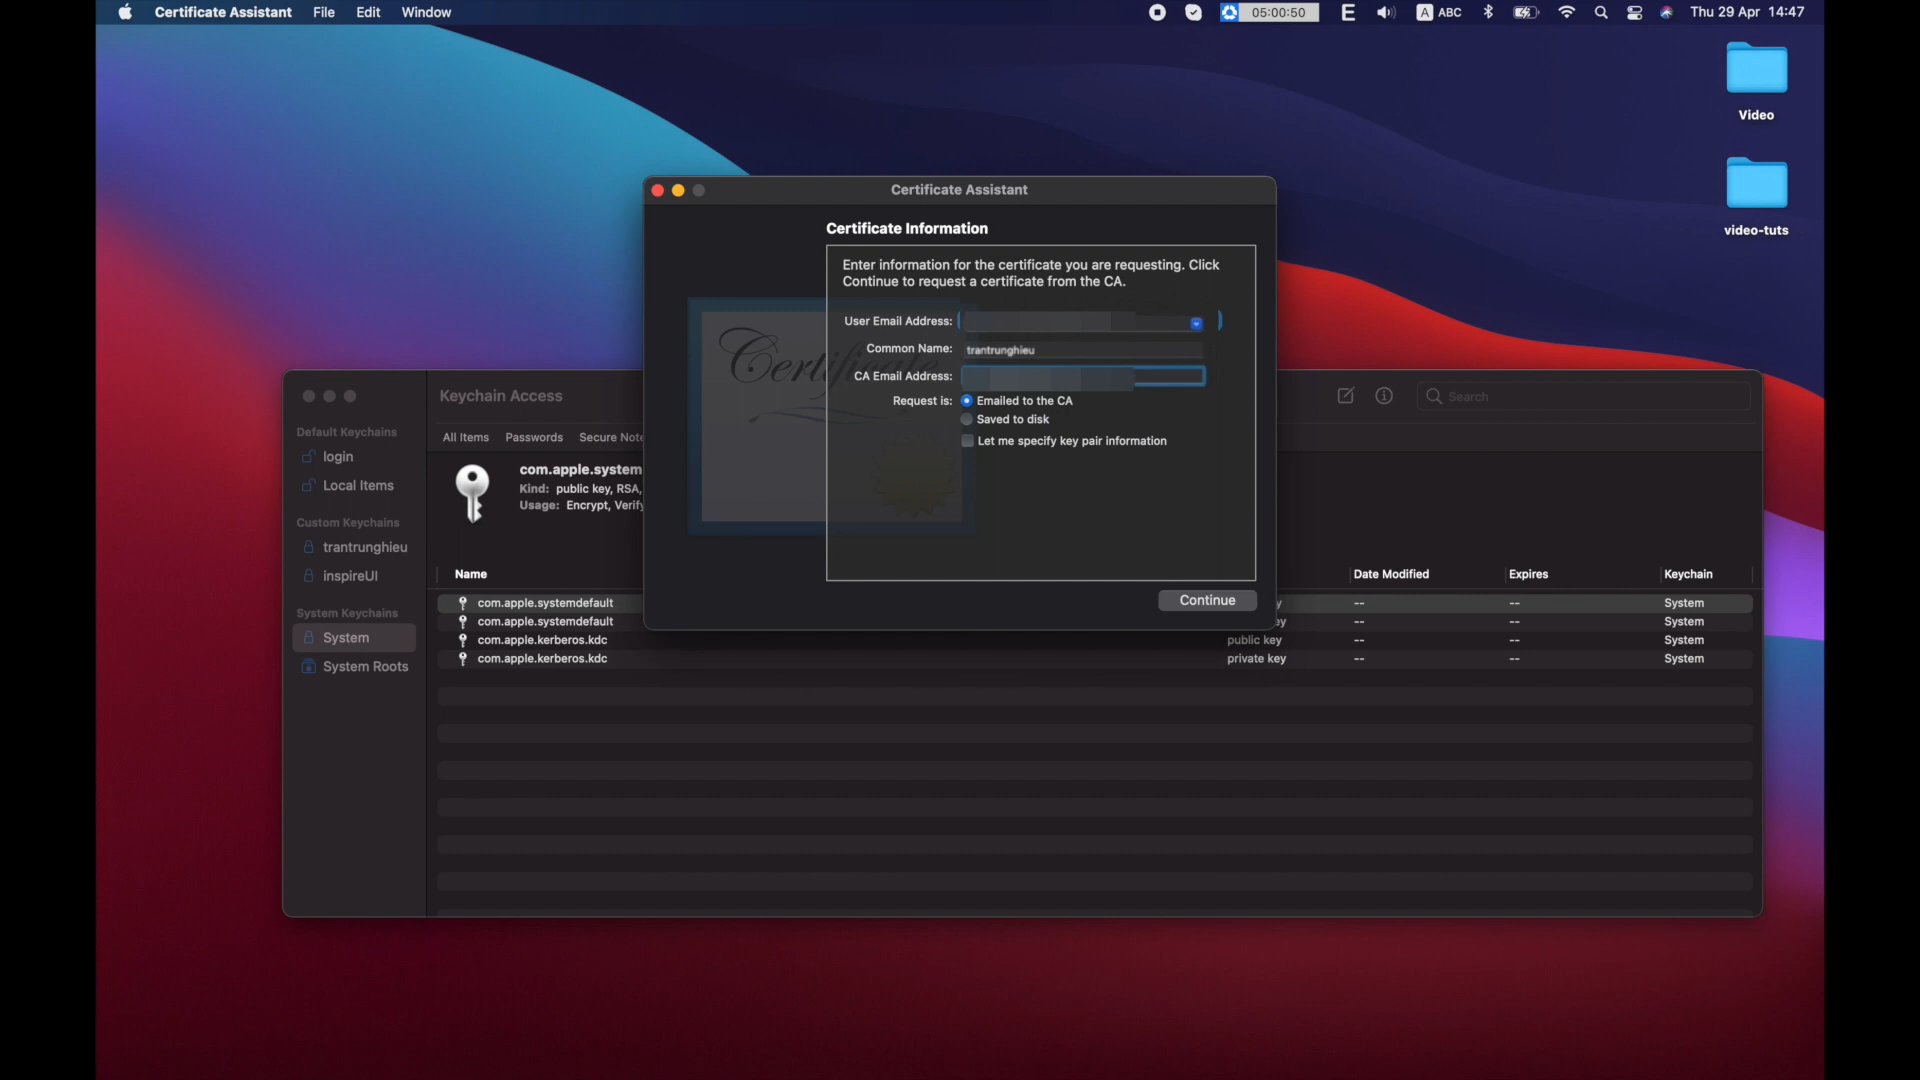 Certificate Assistant File Edit Window 05:00:50 E A ABC Thu 29 Apr 14:47
Video
video-tuts
Certificate Assistant
Certificate Information
Enter information for the certificate you are requesting. Click
Continue to request a certificate from the CA.
User Email Address:
Common Name: trantrunghieu
CA Email Address:
Request is: Emailed to the CA
Saved to disk
Let me specify key pair information
Certificate
Continue
Keychain Access
Search
Default Keychains
login
Local Items
Custom Keychains
trantrunghieu
inspireUI
System Keychains
System
System Roots
All Items Passwords Secure Note
com.apple.system
Kind: public key, RSA,
Usage: Encrypt, Verify
Name Date Modified Expires Keychain
com.apple.systemdefault y -- -- System
com.apple.systemdefault ey -- -- System
com.apple.kerberos.kdc public key -- -- System
com.apple.kerberos.kdc private key -- -- System